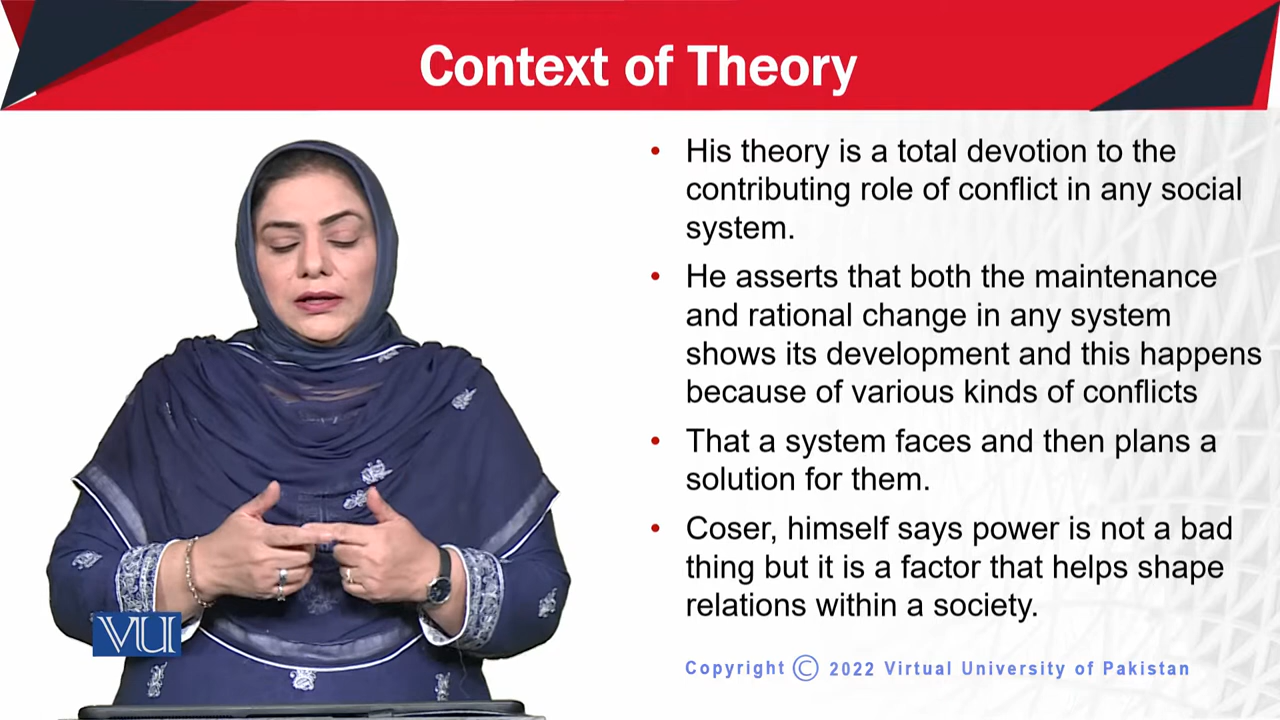 Context of Theory
• His theory is a total devotion to the
contributing role of conflict in any social
system.
• He asserts that both the maintenance
and rational change in any system
shows its development and this happens
because of various kinds of conflicts
• That a system faces and then plans a
solution for them.
• Coser, himself says power is not a bad
thing but it is a factor that helps shape
relations within a society.
VU
Copyright © 2022 Virtual University of Pakistan